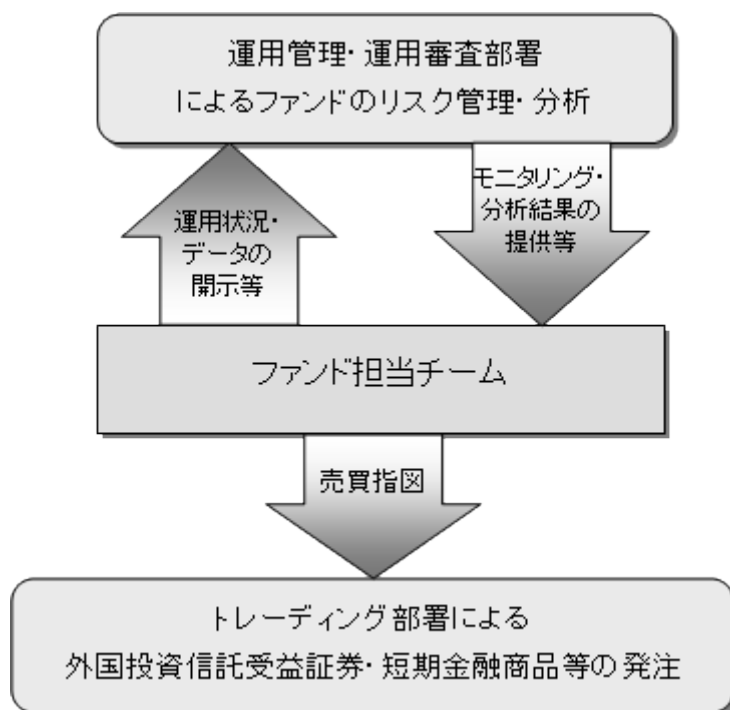 運用管理・運用審査部署
によるファンドのリスク管理・分析
運用状況・
データの
開示等
モニタリング・
分析結果の
提供等
ファンド担当チーム
売買指図
トレーディング部署による
外国投資信託受益証券・短期金融商品等の発注